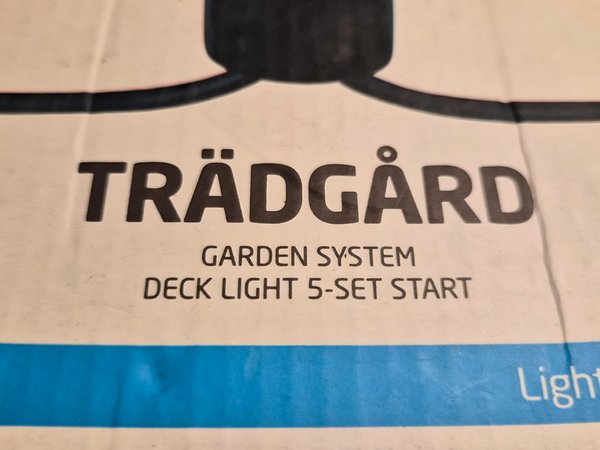 TRÄDGÅRD
GARDEN SYSTEM
DECK LIGHT 5-SET START
Light